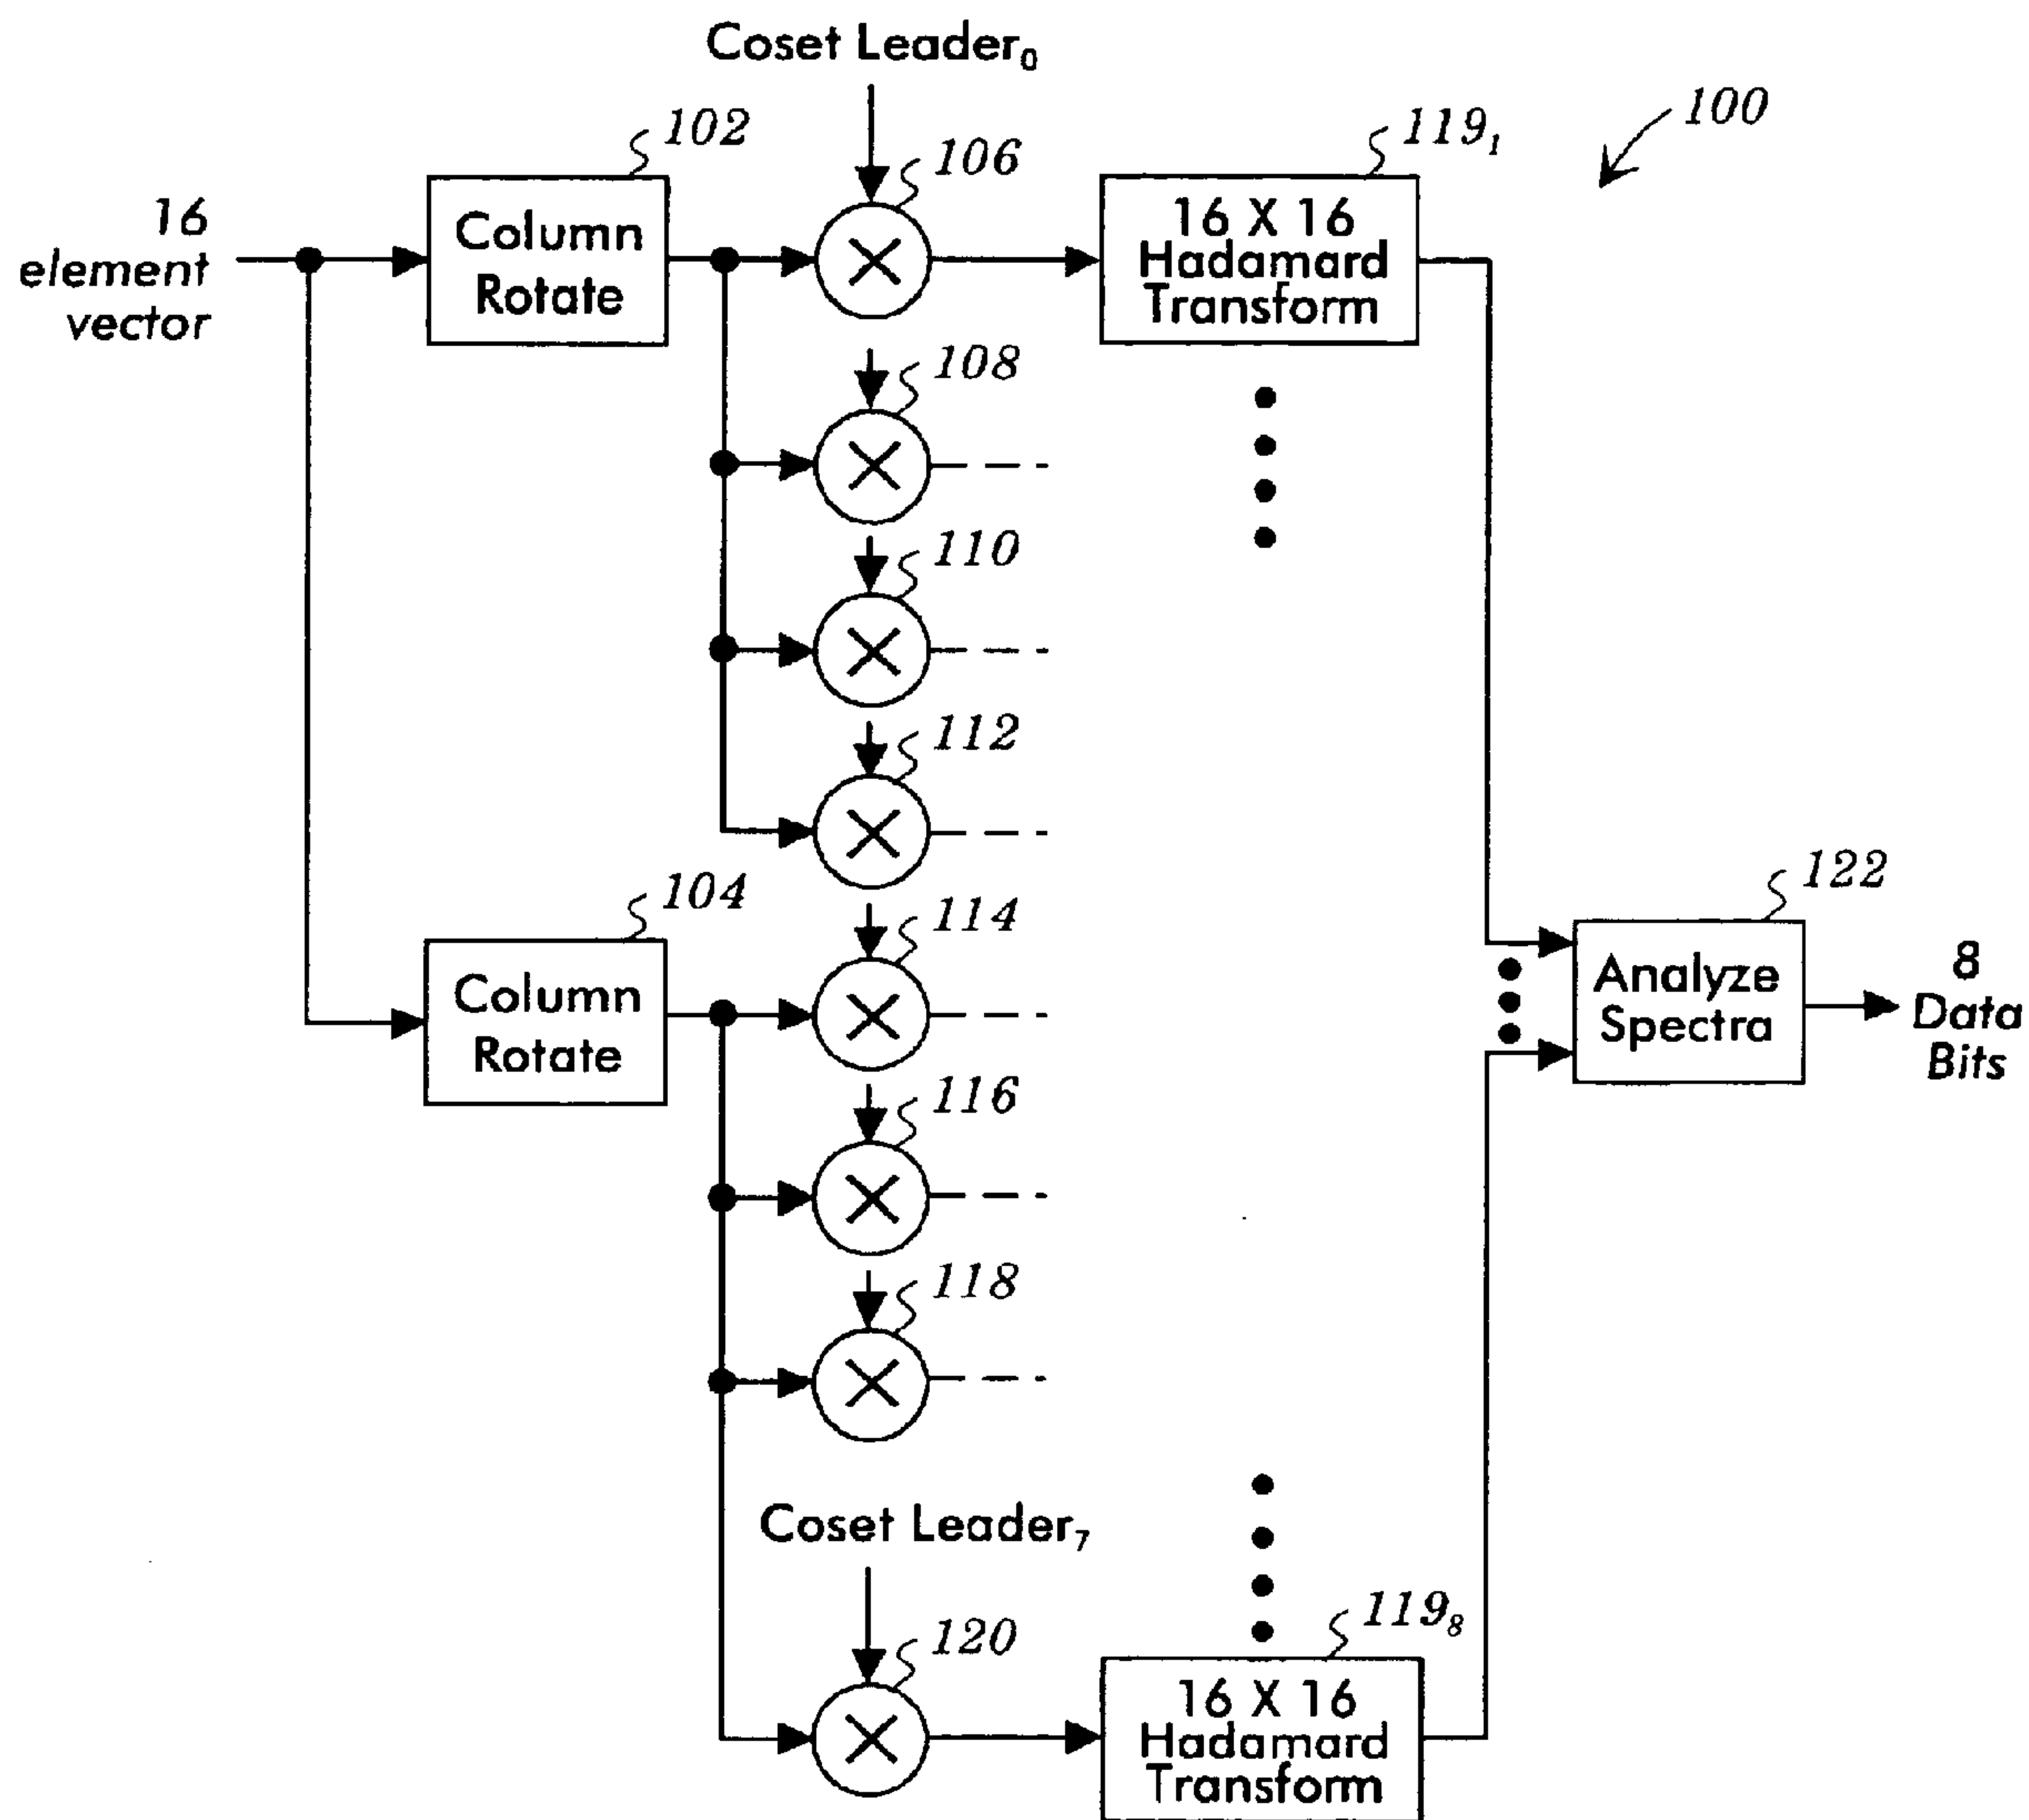 Coset Leader₀
100
102
106
119₁
16
element
vector
Column
Rotate
16 X 16
Hadamard
Transform
108
110
112
104
114
122
Column
Rotate
Analyze
Spectra
8
Data
Bits
116
118
Coset Leader₇
120
119₈
16 X 16
Hadamard
Transform